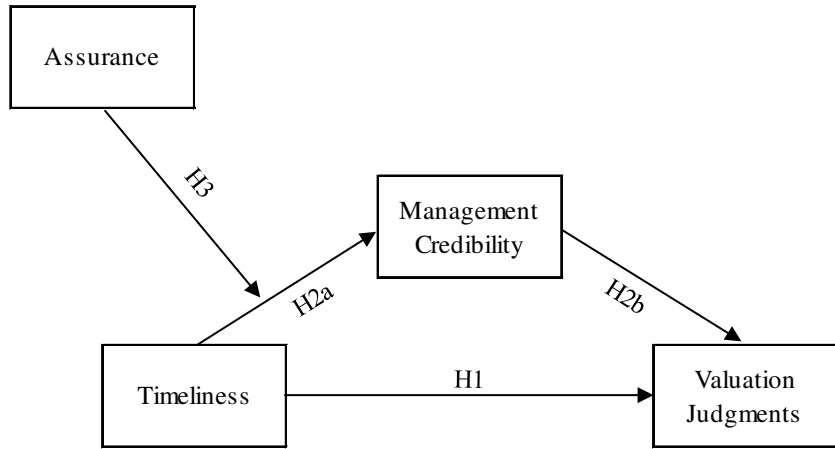 Assurance
H3
Management
Credibility
H2a
H2b
Timeliness
H1
Valuation
Judgments